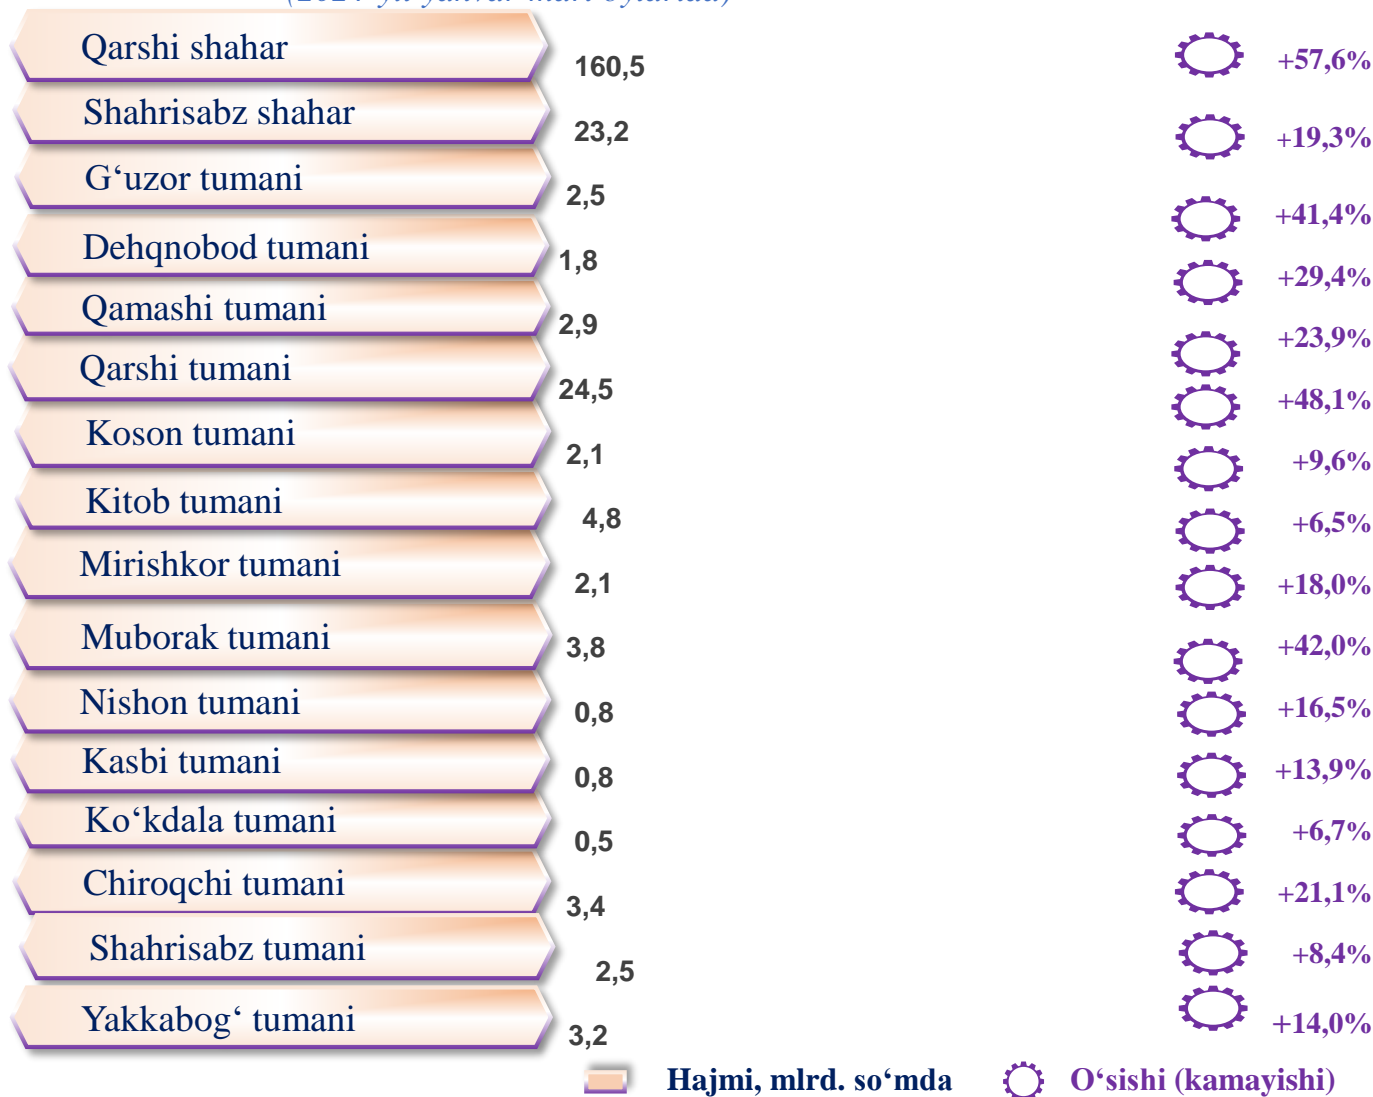 Qarshi shahar 160,5 +57,6%
Shahrisabz shahar 23,2 +19,3%
G‘uzor tumani 2,5 +41,4%
Dehqnobod tumani 1,8 +29,4%
Qamashi tumani 2,9 +23,9%
Qarshi tumani 24,5 +48,1%
Koson tumani 2,1 +9,6%
Kitob tumani 4,8 +6,5%
Mirishkor tumani 2,1 +18,0%
Muborak tumani 3,8 +42,0%
Nishon tumani 0,8 +16,5%
Kasbi tumani 0,8 +13,9%
Ko‘kdala tumani 0,5 +6,7%
Chiroqchi tumani 3,4 +21,1%
Shahrisabz tumani 2,5 +8,4%
Yakkabog‘ tumani 3,2 +14,0%
Hajmi, mlrd. so‘mda O‘sishi (kamayishi)